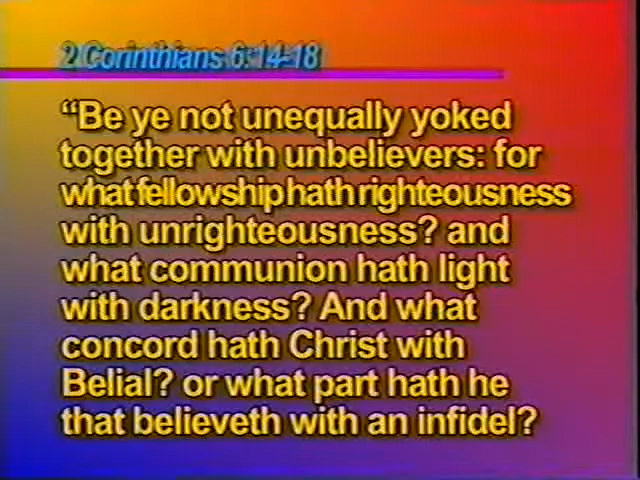 2 Corinthians 6:14-18
“Be ye not unequally yoked
together with unbelievers: for
what fellowship hath righteousness
with unrighteousness? and
what communion hath light
with darkness? And what
concord hath Christ with
Belial? or what part hath he
that believeth with an infidel?